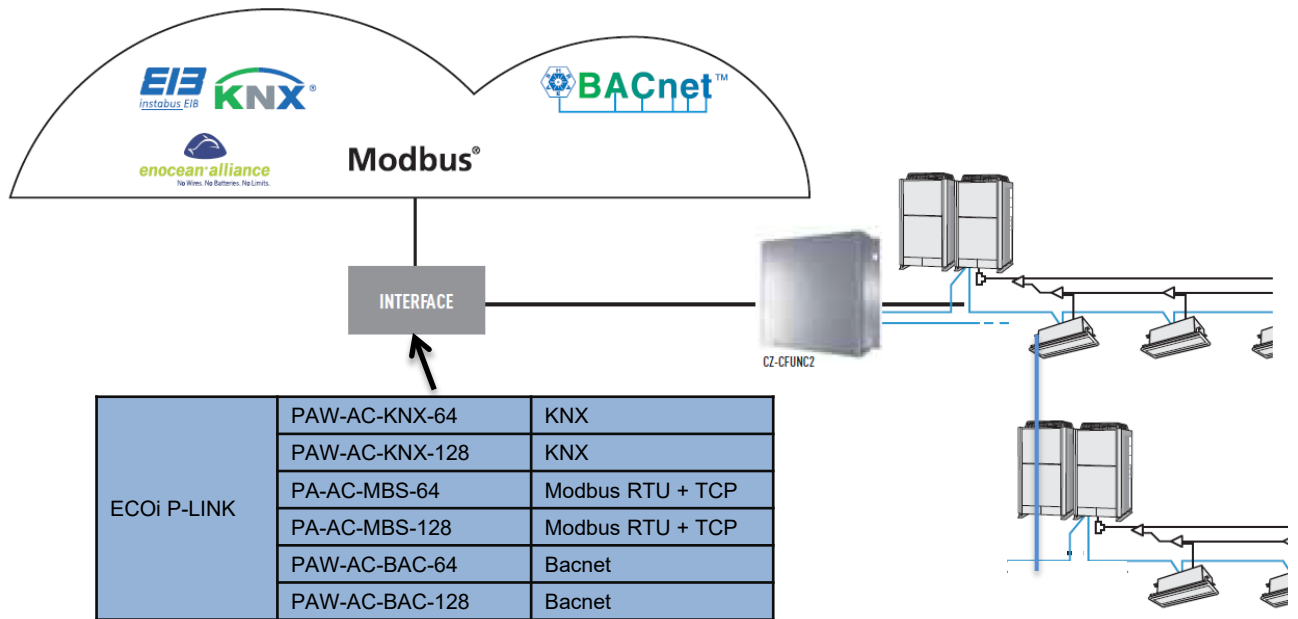 EIB
instabus EIB
KNX®
BACnet™
enocean alliance
No Wires. No Batteries. No Limits.
Modbus®
INTERFACE
CZ-CFUNC2
ECOi P-LINK
PAW-AC-KNX-64 KNX
PAW-AC-KNX-128 KNX
PA-AC-MBS-64 Modbus RTU + TCP
PA-AC-MBS-128 Modbus RTU + TCP
PAW-AC-BAC-64 Bacnet
PAW-AC-BAC-128 Bacnet